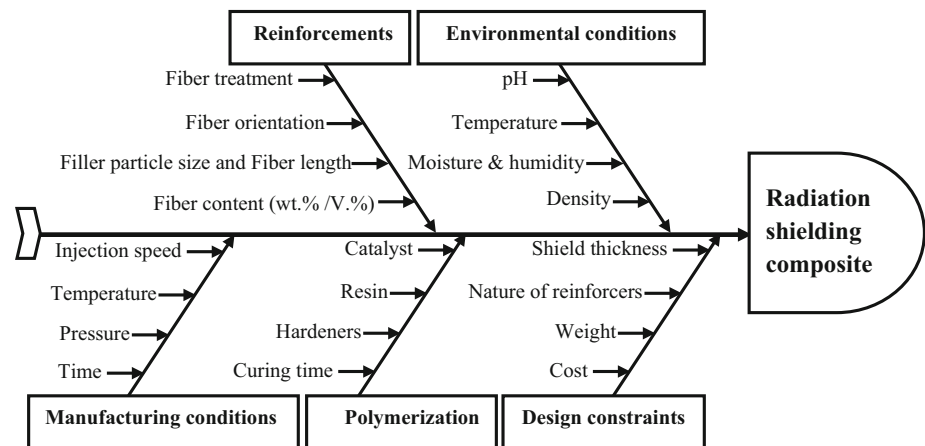 Reinforcements
Environmental conditions
Fiber treatment
pH
Fiber orientation
Temperature
Filler particle size and Fiber length
Moisture & humidity
Fiber content (wt.% /V.%)
Density
Radiation
shielding
composite
Injection speed
Catalyst
Shield thickness
Temperature
Resin
Nature of reinforcers
Pressure
Hardeners
Weight
Time
Curing time
Cost
Manufacturing conditions
Polymerization
Design constraints